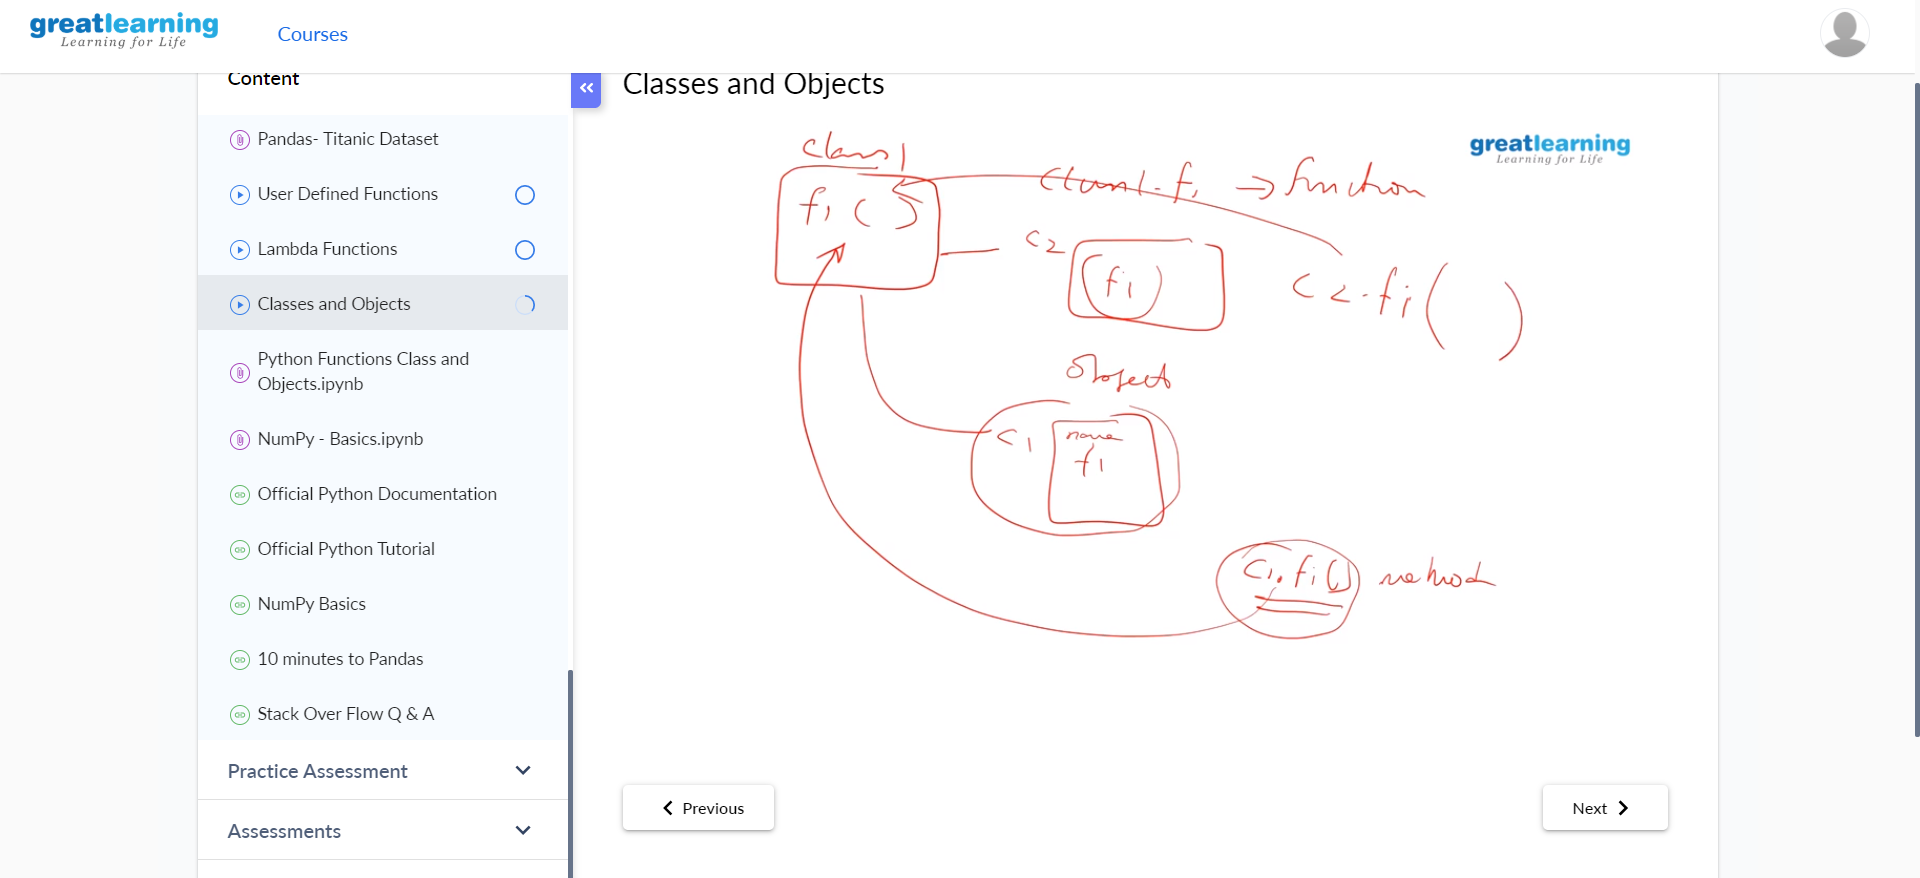 greatlearning
Learning for Life
Courses
Content
Pandas- Titanic Dataset
User Defined Functions
Lambda Functions
Classes and Objects
Python Functions Class and
Objects.ipynb
NumPy - Basics.ipynb
Official Python Documentation
Official Python Tutorial
NumPy Basics
10 minutes to Pandas
Stack Over Flow Q & A
Practice Assessment
Assessments
Classes and Objects
greatlearning
Learning for Life
class1
class1.f1 → function
f1 ( )
c2
f1
c2.f1( )
object
c1
name
f1
c1.f1() method
Previous
Next